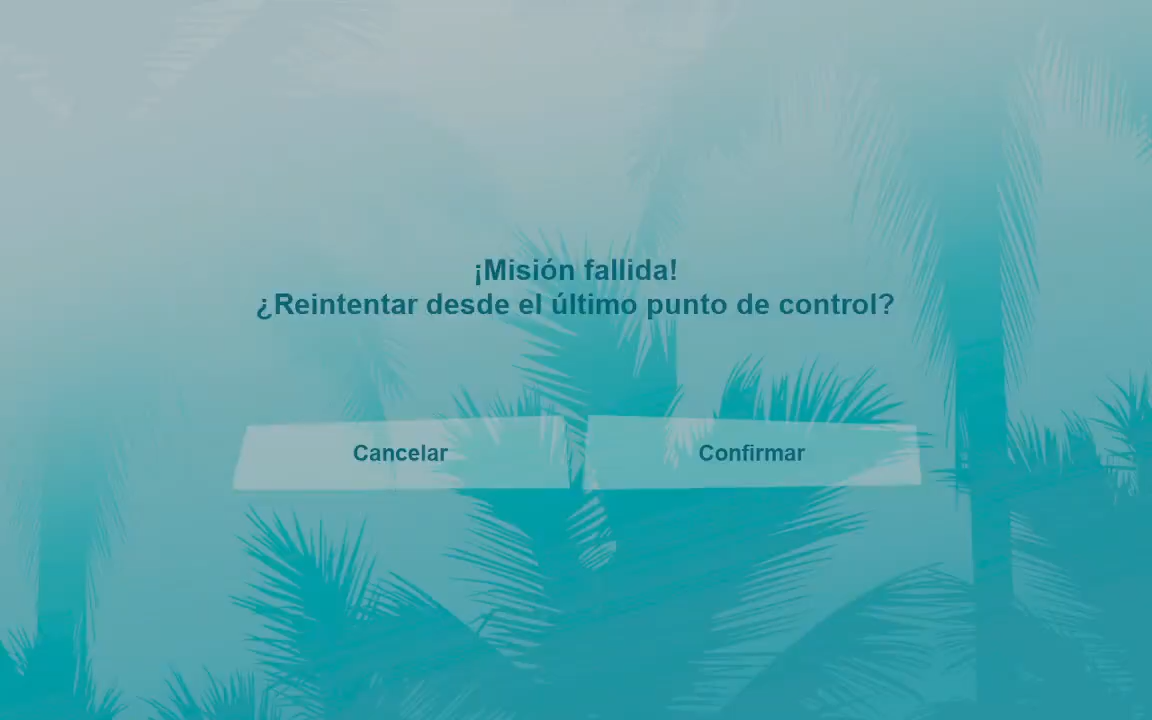 ¡Misión fallida!
¿Reintentar desde el último punto de control?
Cancelar
Confirmar